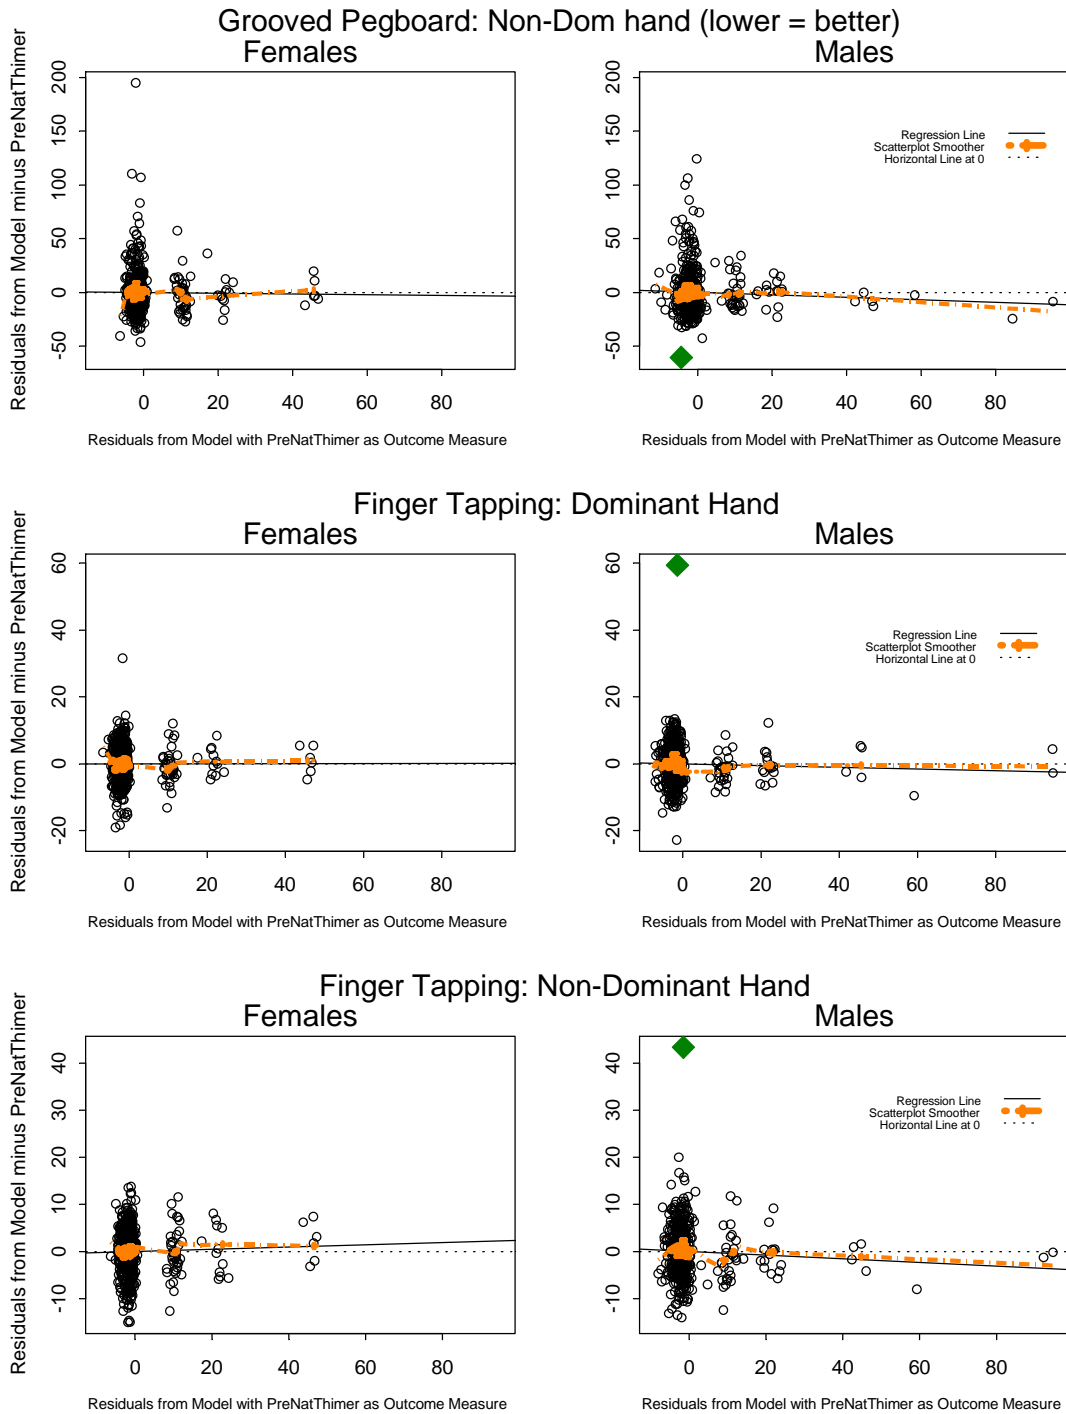 Grooved Pegboard: Non-Dom hand (lower = better)
Females
Males
Residuals from Model minus PreNatThimer
200
150
100
50
0
-50
0 20 40 60 80
Residuals from Model with PreNatThimer as Outcome Measure
200
150
100
50
0
-50
Regression Line
Scatterplot Smoother
Horizontal Line at 0
0 20 40 60 80
Residuals from Model with PreNatThimer as Outcome Measure
Finger Tapping: Dominant Hand
Females
Males
Residuals from Model minus PreNatThimer
60
40
20
0
-20
0 20 40 60 80
Residuals from Model with PreNatThimer as Outcome Measure
60
40
20
0
-20
Regression Line
Scatterplot Smoother
Horizontal Line at 0
0 20 40 60 80
Residuals from Model with PreNatThimer as Outcome Measure
Finger Tapping: Non-Dominant Hand
Females
Males
Residuals from Model minus PreNatThimer
40
30
20
10
0
-10
0 20 40 60 80
Residuals from Model with PreNatThimer as Outcome Measure
40
30
20
10
0
-10
Regression Line
Scatterplot Smoother
Horizontal Line at 0
0 20 40 60 80
Residuals from Model with PreNatThimer as Outcome Measure